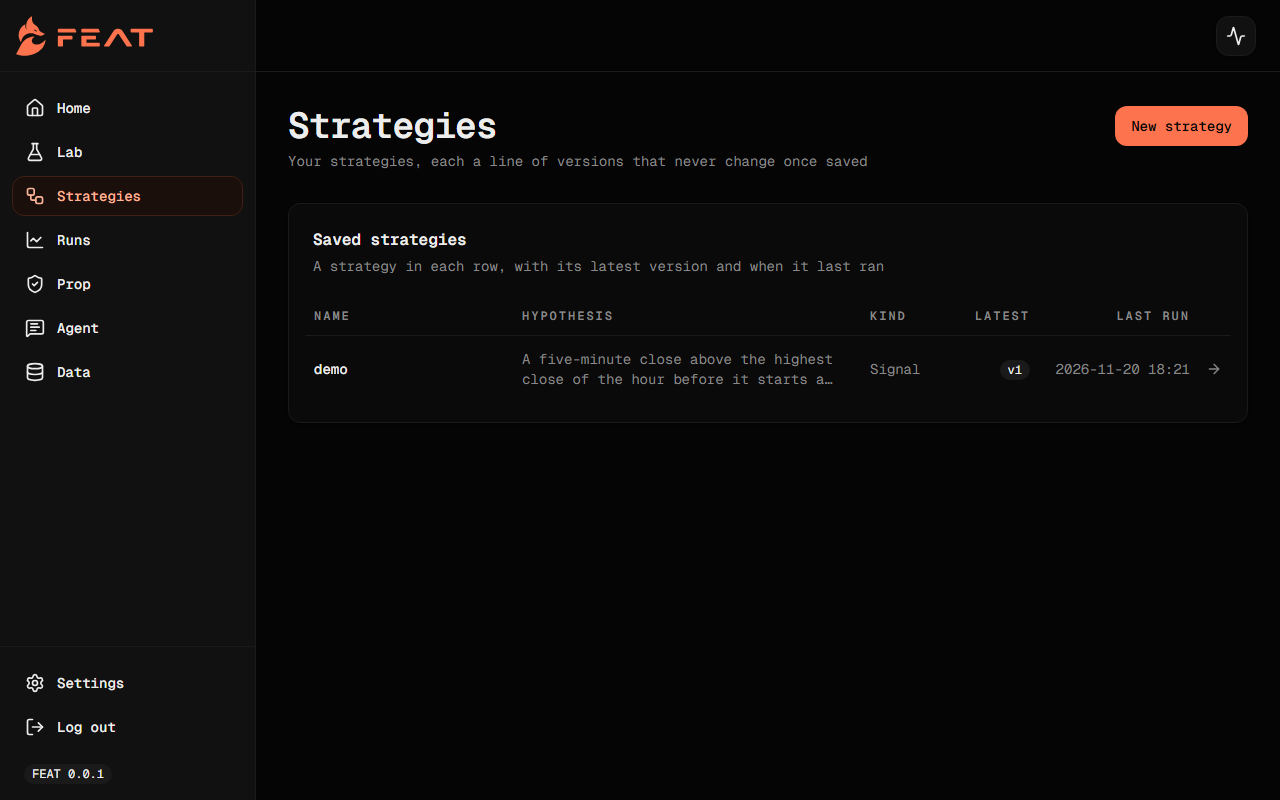 FEAT
Home
Lab
Strategies
Runs
Prop
Agent
Data
Settings
Log out
FEAT 0.0.1
Strategies
Your strategies, each a line of versions that never change once saved
New strategy
Saved strategies
A strategy in each row, with its latest version and when it last ran
NAME HYPOTHESIS KIND LATEST LAST RUN
demo A five-minute close above the highest close of the hour before it starts a… Signal v1 2026-11-20 18:21